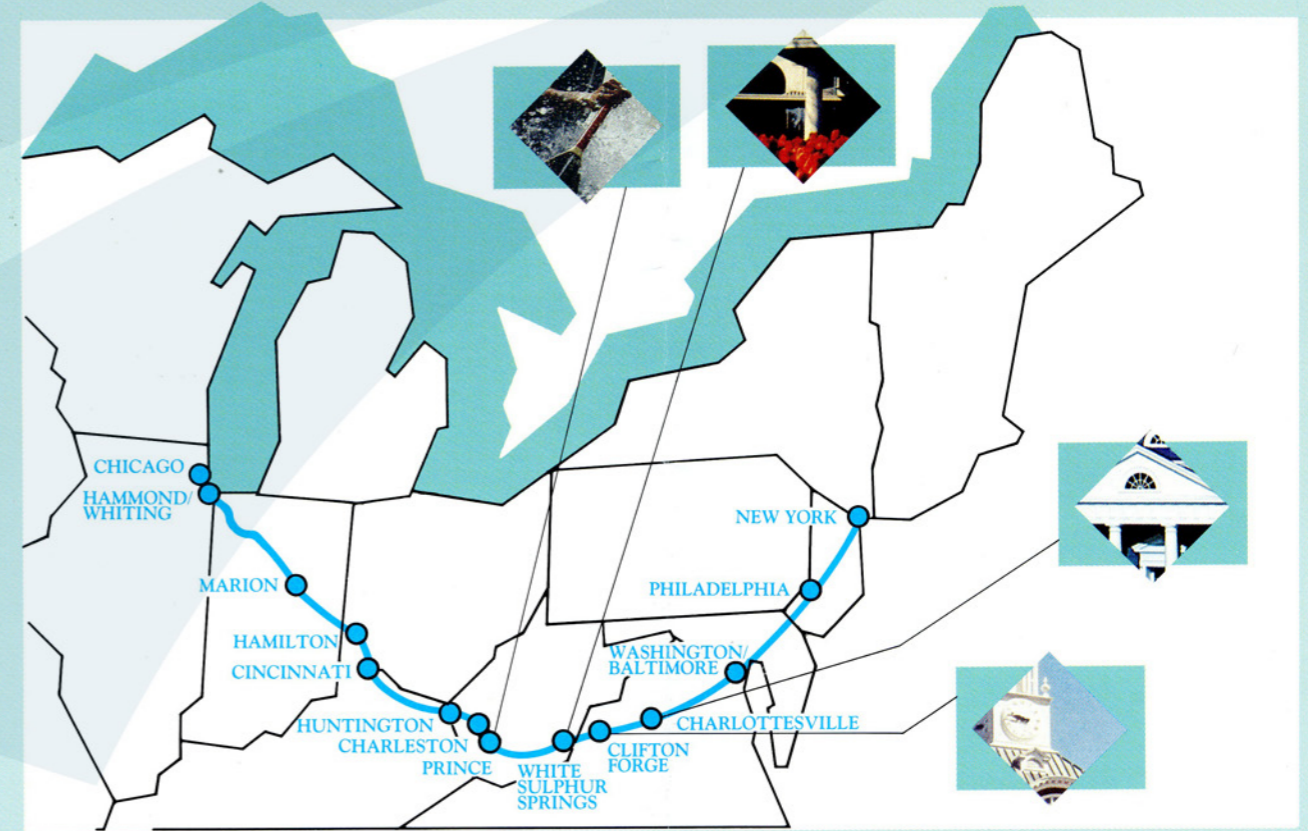 CHICAGO
HAMMOND/
WHITING
MARION
HAMILTON
CINCINNATI
HUNTINGTON
CHARLESTON
PRINCE
WHITE
SULPHUR
SPRINGS
CLIFTON
FORGE
CHARLOTTESVILLE
WASHINGTON/
BALTIMORE
PHILADELPHIA
NEW YORK